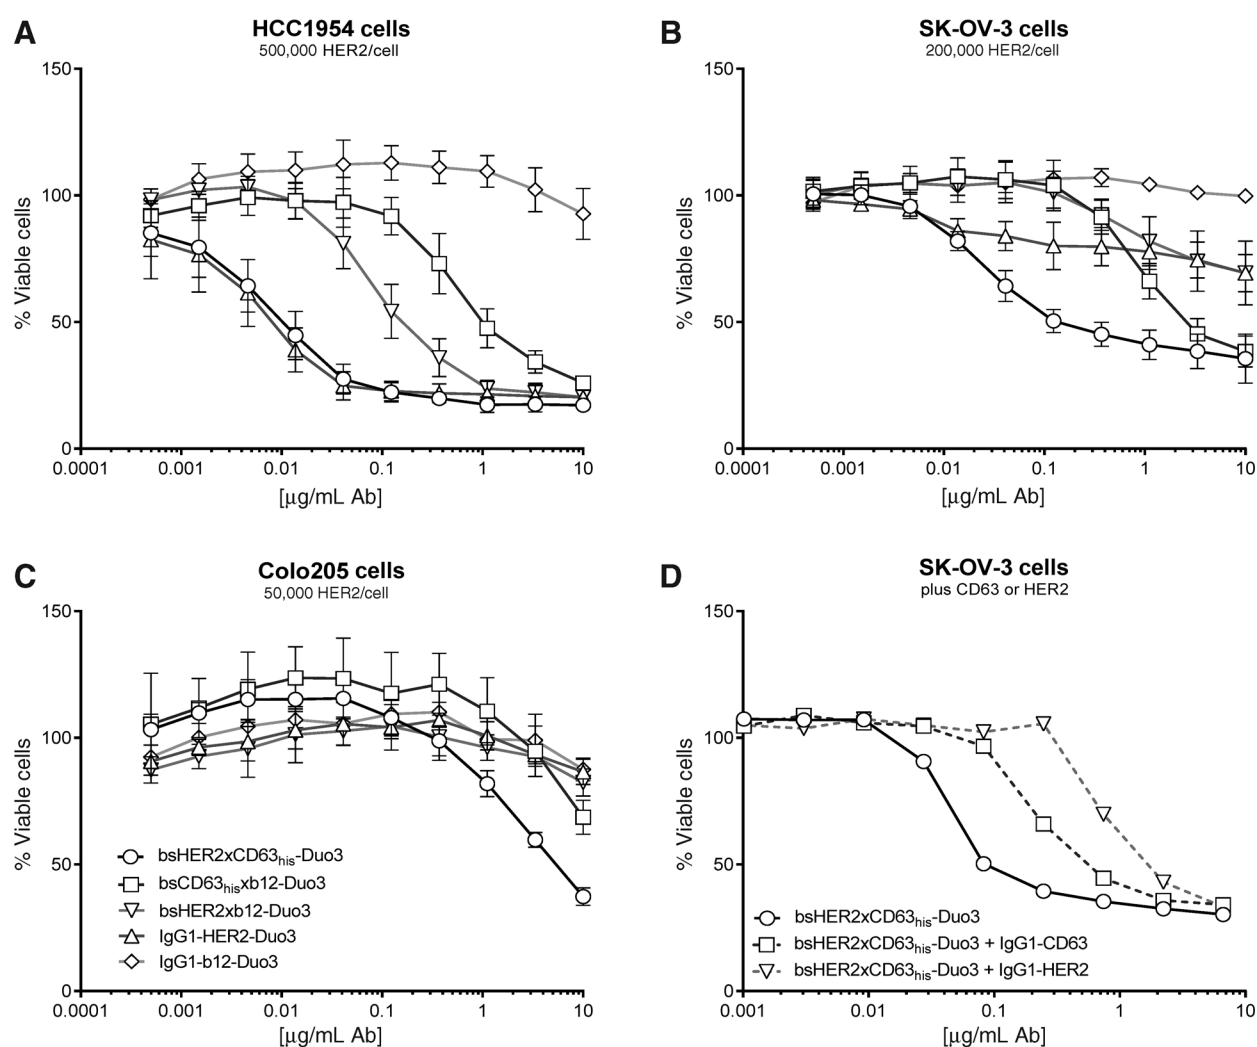 A
HCC1954 cells
500,000 HER2/cell
% Viable cells
150
100
50
0
0.0001
0.001
0.01
0.1
1
10
[μg/mL Ab]
B
SK-OV-3 cells
200,000 HER2/cell
% Viable cells
150
100
50
0
0.0001
0.001
0.01
0.1
1
10
[μg/mL Ab]
C
Colo205 cells
50,000 HER2/cell
% Viable cells
150
100
50
0
bsHER2xCD63his-Duo3
bsCD63hisxb12-Duo3
bsHER2xb12-Duo3
IgG1-HER2-Duo3
IgG1-b12-Duo3
0.0001
0.001
0.01
0.1
1
10
[μg/mL Ab]
D
SK-OV-3 cells
plus CD63 or HER2
% Viable cells
150
100
50
0
bsHER2xCD63his-Duo3
bsHER2xCD63his-Duo3 + IgG1-CD63
bsHER2xCD63his-Duo3 + IgG1-HER2
0.001
0.01
0.1
1
10
[μg/mL Ab]